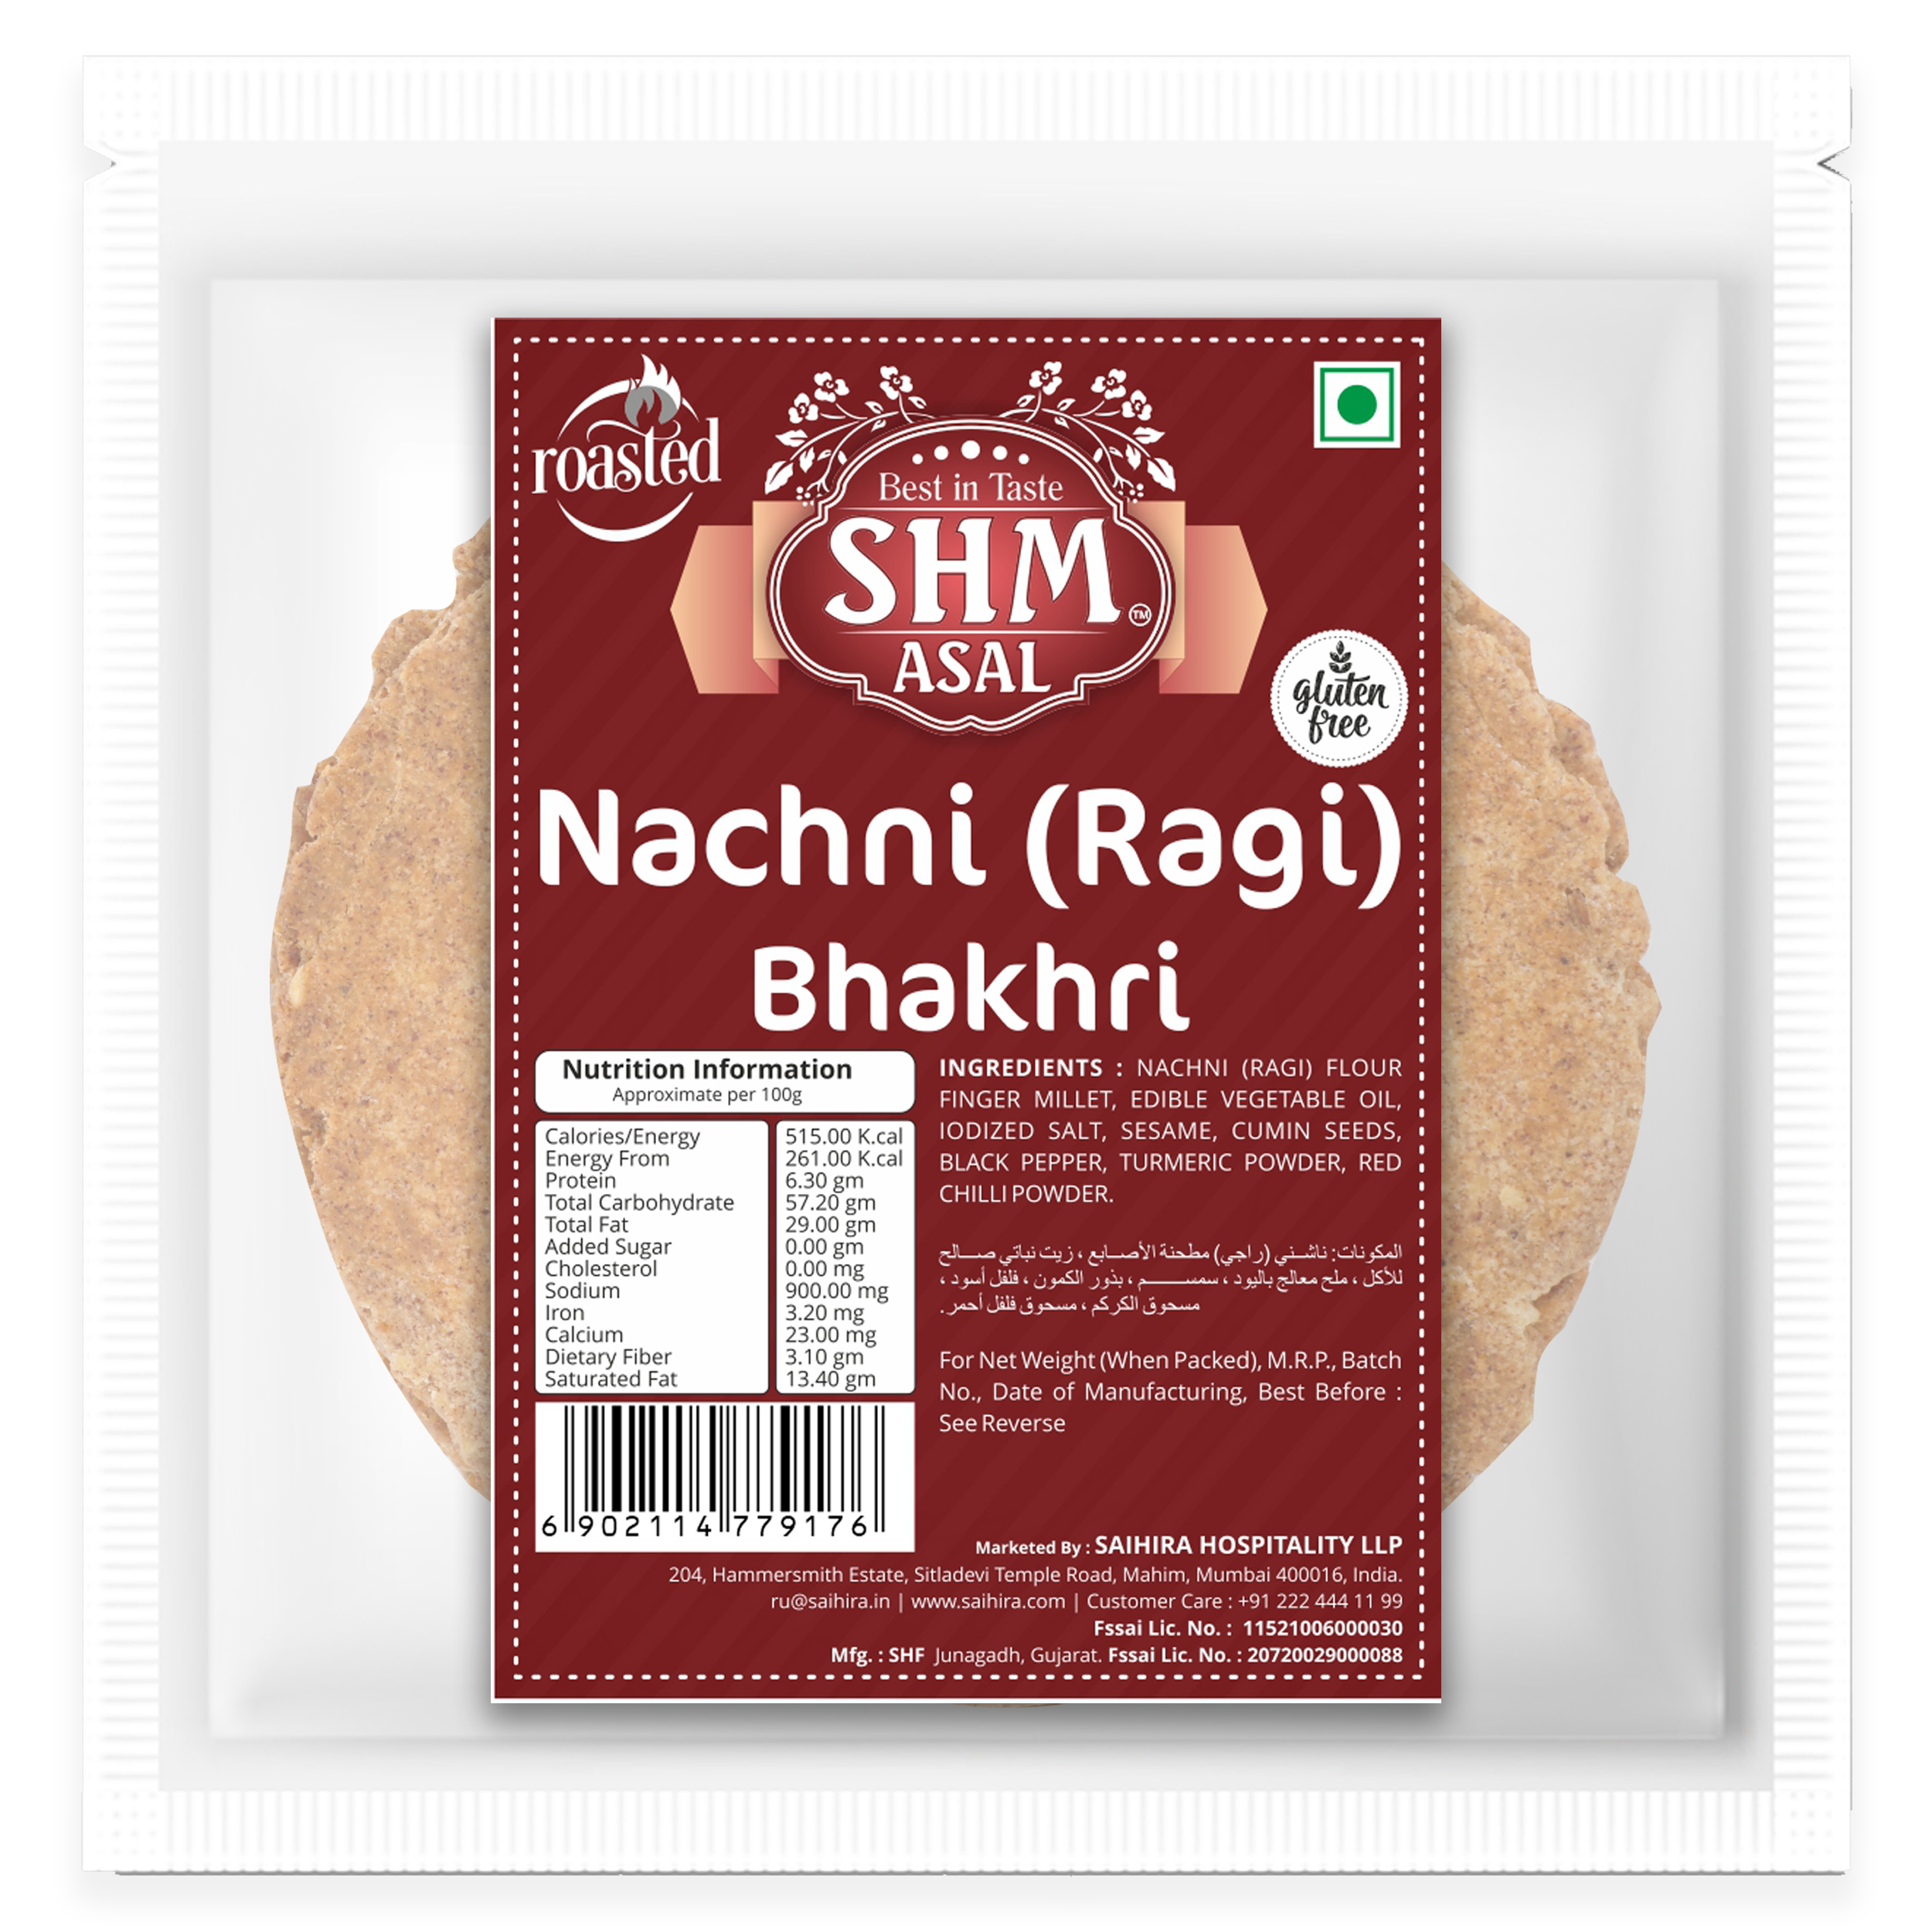 roasted
Best in Taste
SHM
TM
ASAL
gluten
free
Nachni (Ragi)
Bhakhri
Nutrition Information
Approximate per 100g
Calories/Energy 515.00 K.cal
Energy From 261.00 K.cal
Protein 6.30 gm
Total Carbohydrate 57.20 gm
Total Fat 29.00 gm
Added Sugar 0.00 gm
Cholesterol 0.00 mg
Sodium 900.00 mg
Iron 3.20 mg
Calcium 23.00 mg
Dietary Fiber 3.10 gm
Saturated Fat 13.40 gm
6 902114 779176
INGREDIENTS : NACHNI (RAGI) FLOUR
FINGER MILLET, EDIBLE VEGETABLE OIL,
IODIZED SALT, SESAME, CUMIN SEEDS,
BLACK PEPPER, TURMERIC POWDER, RED
CHILLI POWDER.
المكونات: ناشـني (راجي) مطحنة الأصـابع ، زيت نباتي صـالح
للأكل ، ملح معالج باليود ، سمسـم ، بذور الكمون ، فلفل أسود ،
مسحوق الكركم ، مسحوق فلفل أحمر.
For Net Weight (When Packed), M.R.P., Batch
No., Date of Manufacturing, Best Before :
See Reverse
Marketed By : SAIHIRA HOSPITALITY LLP
204, Hammersmith Estate, Sitladevi Temple Road, Mahim, Mumbai 400016, India.
ru@saihira.in | www.saihira.com | Customer Care : +91 222 444 11 99
Fssai Lic. No. : 11521006000030
Mfg. : SHF Junagadh, Gujarat. Fssai Lic. No. : 20720029000088